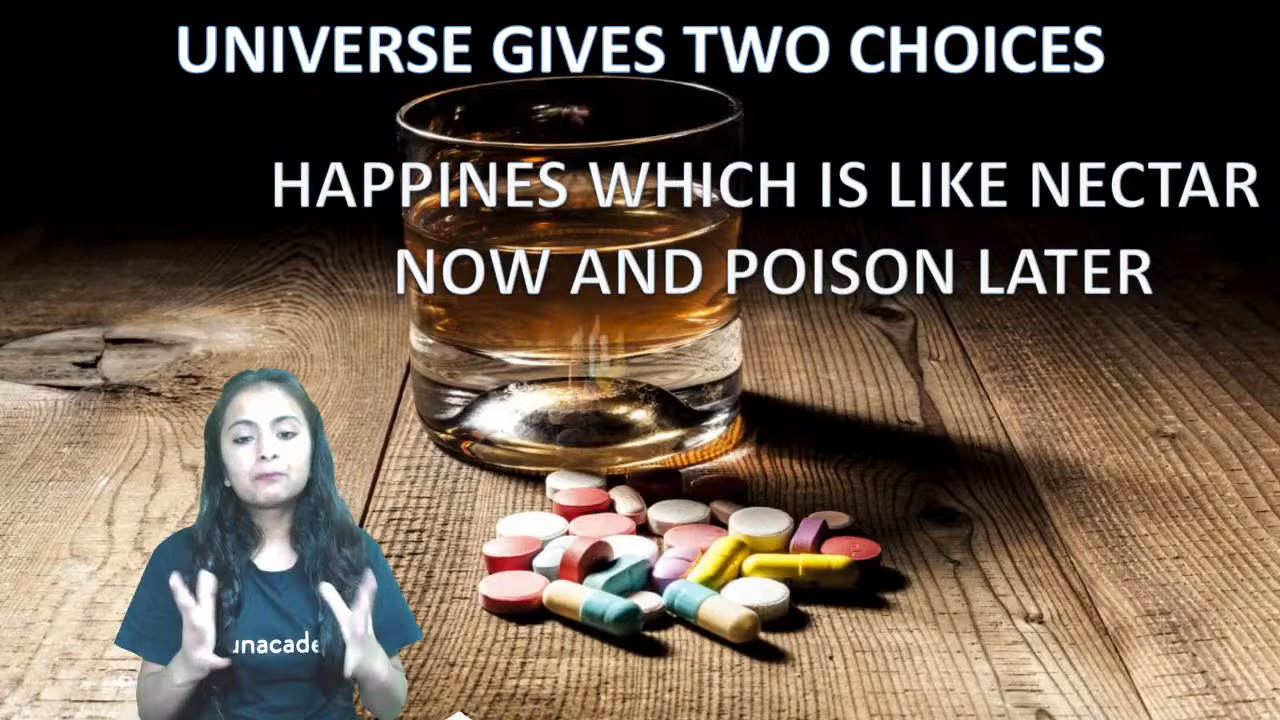 UNIVERSE GIVES TWO CHOICES
HAPPINES WHICH IS LIKE NECTAR
NOW AND POISON LATER
unacade